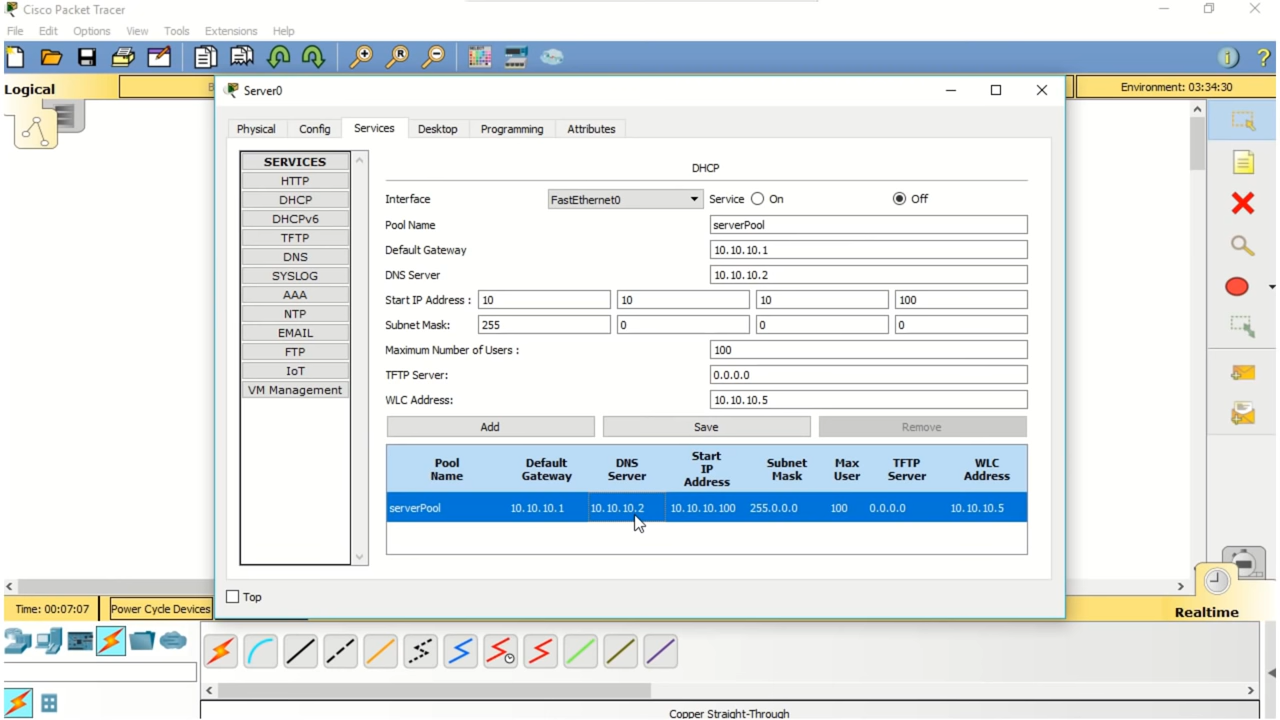 Cisco Packet Tracer
File Edit Options View Tools Extensions Help
Logical
Environment: 03:34:30
Server0
Physical Config Services Desktop Programming Attributes
SERVICES
HTTP
DHCP
DHCPv6
TFTP
DNS
SYSLOG
AAA
NTP
EMAIL
FTP
IoT
VM Management
DHCP
Interface FastEthernet0 Service On Off
Pool Name serverPool
Default Gateway 10.10.10.1
DNS Server 10.10.10.2
Start IP Address : 10 10 10 100
Subnet Mask: 255 0 0 0
Maximum Number of Users : 100
TFTP Server: 0.0.0.0
WLC Address: 10.10.10.5
Add Save Remove
Pool Name Default Gateway DNS Server Start IP Address Subnet Mask Max User TFTP Server WLC Address
serverPool 10.10.10.1 10.10.10.2 10.10.10.100 255.0.0.0 100 0.0.0.0 10.10.10.5
Top
Time: 00:07:07 Power Cycle Devices
Realtime
Copper Straight-Through